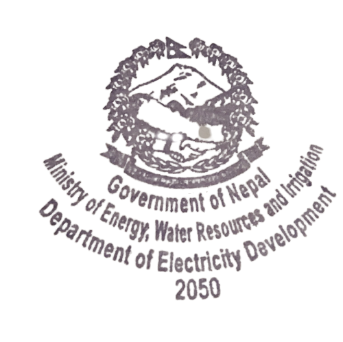 Government of Nepal
Ministry of Energy, Water Resources and Irrigation
Department of Electricity Development
2050